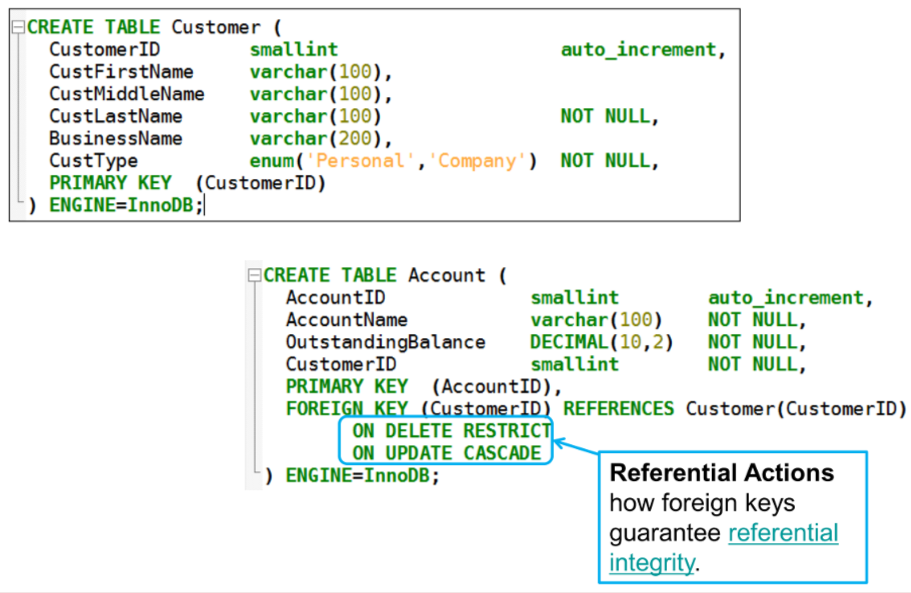 CREATE TABLE Customer (
CustomerID smallint auto_increment,
CustFirstName varchar(100),
CustMiddleName varchar(100),
CustLastName varchar(100) NOT NULL,
BusinessName varchar(200),
CustType enum('Personal','Company') NOT NULL,
PRIMARY KEY (CustomerID)
) ENGINE=InnoDB;
CREATE TABLE Account (
AccountID smallint auto_increment,
AccountName varchar(100) NOT NULL,
OutstandingBalance DECIMAL(10,2) NOT NULL,
CustomerID smallint NOT NULL,
PRIMARY KEY (AccountID),
FOREIGN KEY (CustomerID) REFERENCES Customer(CustomerID)
ON DELETE RESTRICT
ON UPDATE CASCADE
) ENGINE=InnoDB;
Referential Actions
how foreign keys
guarantee referential
integrity.